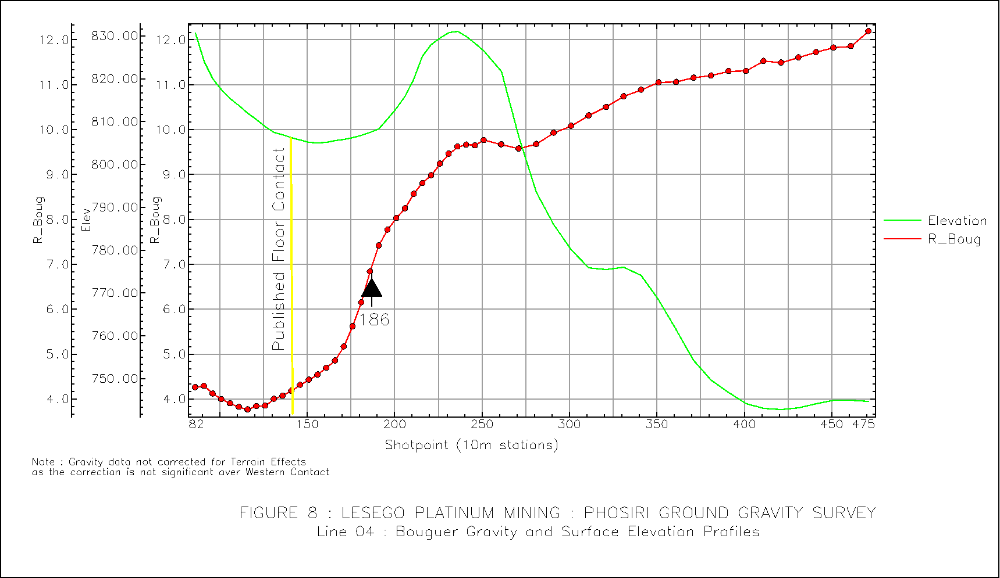 12.0
11.0
10.0
9.0
8.0
7.0
6.0
5.0
4.0
R_Boug
830.00
820.00
810.00
800.00
790.00
780.00
770.00
760.00
750.00
Elev
12.0
11.0
10.0
9.0
8.0
7.0
6.0
5.0
4.0
R_Boug
Published Floor Contact
186
Elevation
R_Boug
82 150 200 250 300 350 400 450 475
Shotpoint (10m stations)
Note : Gravity data not corrected for Terrain Effects
as the correction is not significant over Western Contact
FIGURE 8 : LESEGO PLATINUM MINING : PHOSIRI GROUND GRAVITY SURVEY
Line 04 : Bouguer Gravity and Surface Elevation Profiles